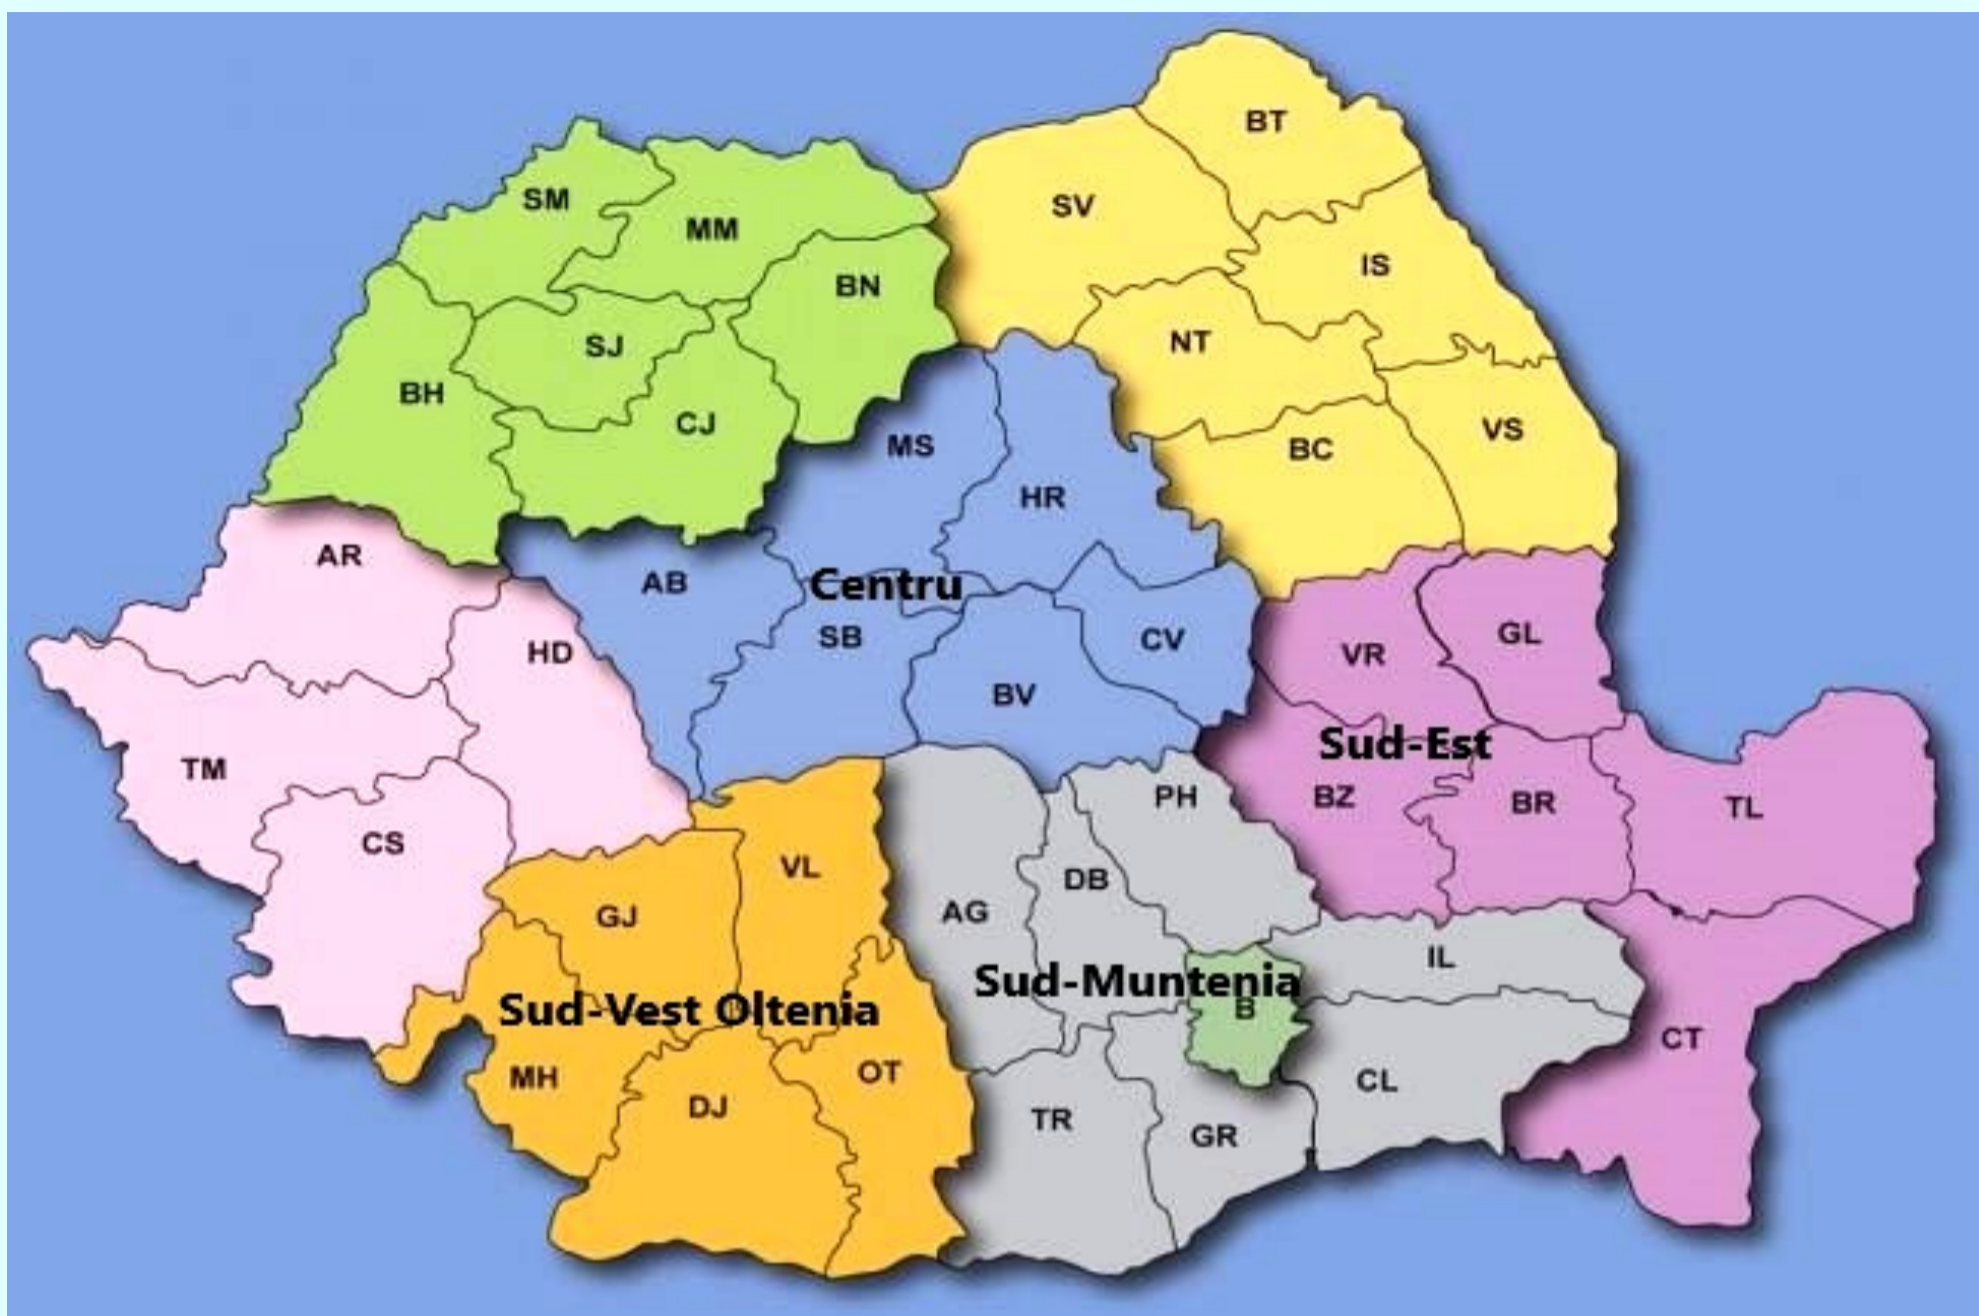 BT
SM
SV
MM
IS
BN
NT
SJ
BH
CJ
VS
MS
BC
HR
AR
AB
Centru
GL
SB
CV
HD
VR
BV
Sud-Est
TM
PH
BZ
BR
TL
CS
VL
DB
AG
GJ
IL
Sud-Muntenia
Sud-Vest Oltenia
B
CT
OT
MH
CL
DJ
TR
GR